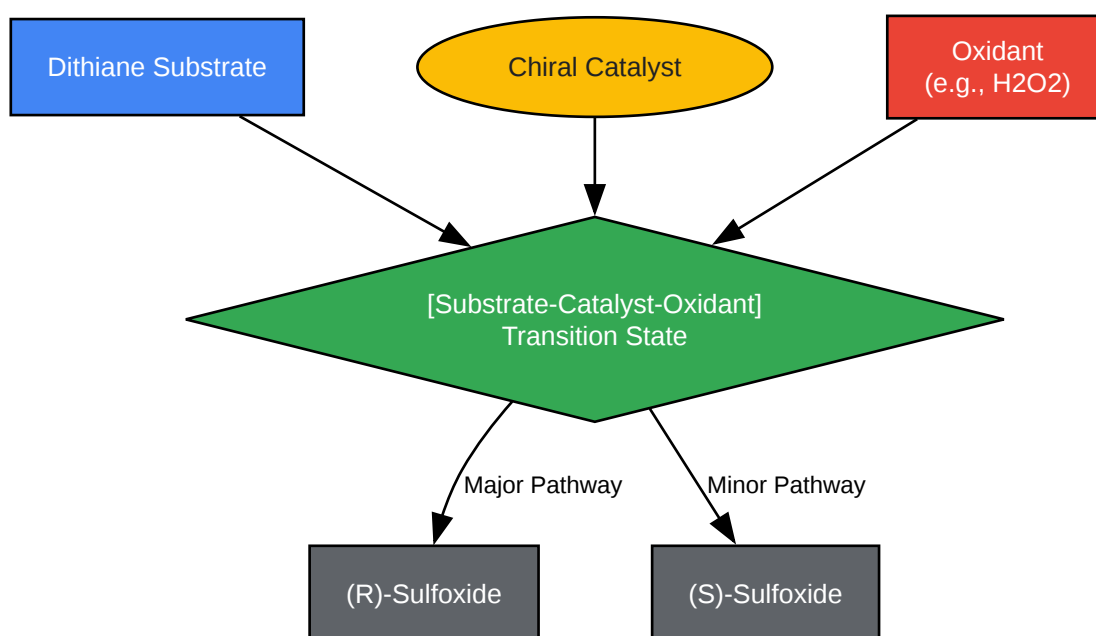 Dithiane Substrate
Chiral Catalyst
Oxidant
(e.g., H2O2)
[Substrate-Catalyst-Oxidant]
Transition State
Major Pathway
Minor Pathway
(R)-Sulfoxide
(S)-Sulfoxide